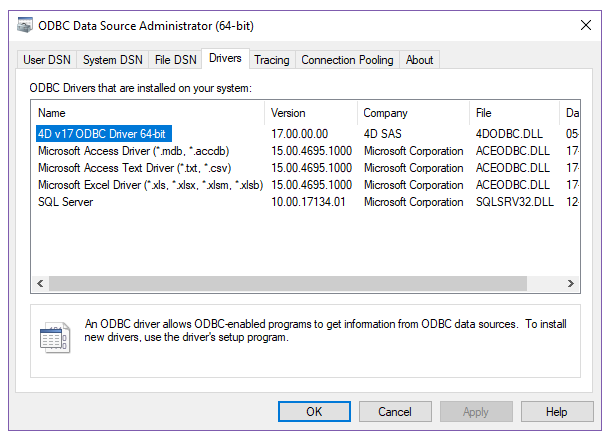 ODBC Data Source Administrator (64-bit)
User DSN System DSN File DSN Drivers Tracing Connection Pooling About
ODBC Drivers that are installed on your system:
Name Version Company File Da
4D v17 ODBC Driver 64-bit 17.00.00.00 4D SAS 4DODBC.DLL 05-
Microsoft Access Driver (*.mdb, *.accdb) 15.00.4695.1000 Microsoft Corporation ACEODBC.DLL 17-
Microsoft Access Text Driver (*.txt, *.csv) 15.00.4695.1000 Microsoft Corporation ACEODBC.DLL 17-
Microsoft Excel Driver (*.xls, *.xlsx, *.xlsm, *.xlsb) 15.00.4695.1000 Microsoft Corporation ACEODBC.DLL 17-
SQL Server 10.00.17134.01 Microsoft Corporation SQLSRV32.DLL 12-
An ODBC driver allows ODBC-enabled programs to get information from ODBC data sources. To install
new drivers, use the driver's setup program.
OK Cancel Apply Help